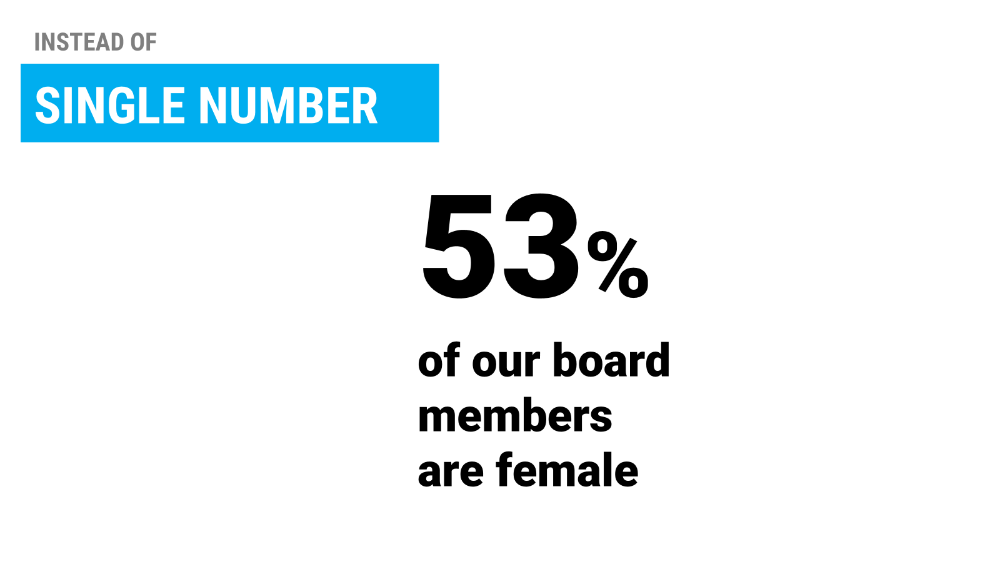 INSTEAD OF
SINGLE NUMBER
53%
of our board
members
are female